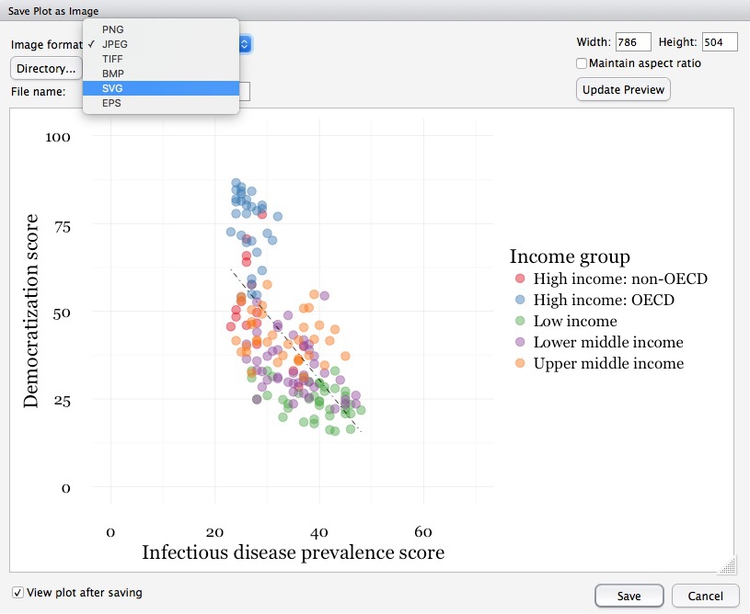 Save Plot as Image
Image format
PNG
✓ JPEG
TIFF
BMP
SVG
EPS
Directory...
File name:
Width: 786 Height: 504
Maintain aspect ratio
Update Preview
100
75
50
25
0
Democratization score
0 20 40 60
Infectious disease prevalence score
Income group
High income: non-OECD
High income: OECD
Low income
Lower middle income
Upper middle income
✓ View plot after saving
Save Cancel